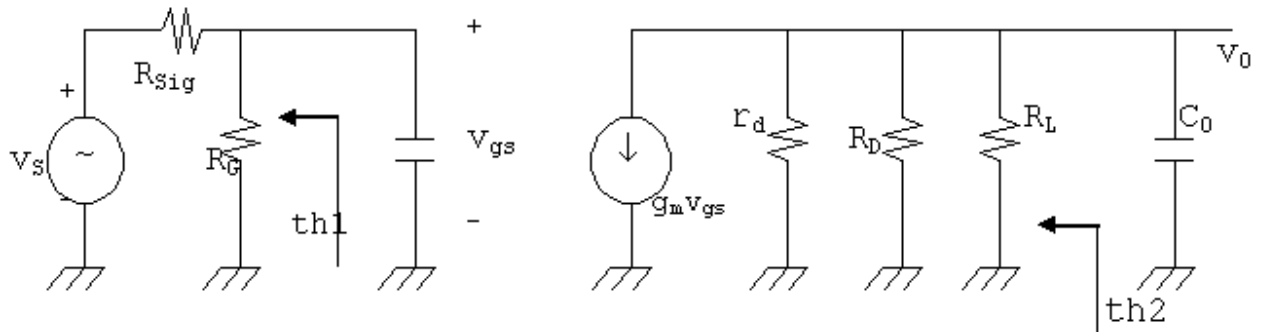 +
R_Sig
+
~
V_S
-
R_G
th1
V_gs
-
↓
g_m v_gs
r_d
R_D
R_L
C_0
V_0
th2